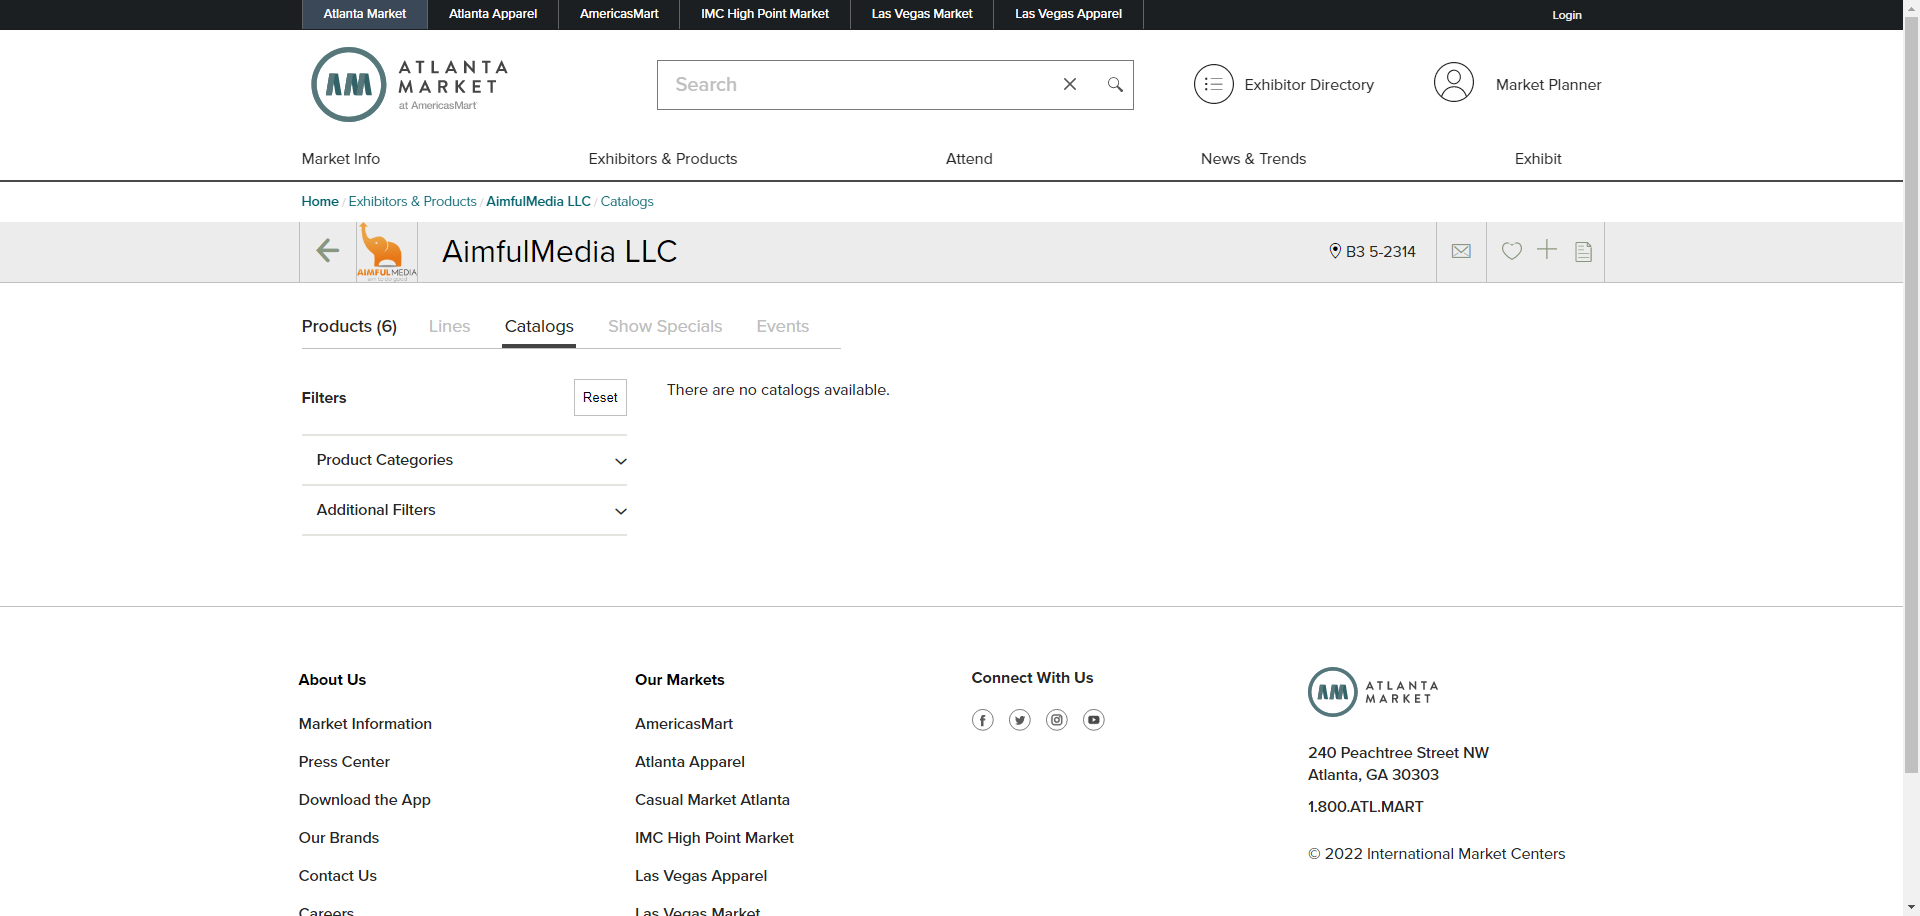 Atlanta Market
Atlanta Apparel
AmericasMart
IMC High Point Market
Las Vegas Market
Las Vegas Apparel
Login
AM
ATLANTA
MARKET
at AmericasMart
Search
Exhibitor Directory
Market Planner
Market Info
Exhibitors & Products
Attend
News & Trends
Exhibit
Home / Exhibitors & Products / AimfulMedia LLC / Catalogs
AIMFULMEDIA
AimfulMedia LLC
B3 5-2314
Products (6)
Lines
Catalogs
Show Specials
Events
Filters
Reset
There are no catalogs available.
Product Categories
Additional Filters
About Us
Market Information
Press Center
Download the App
Our Brands
Contact Us
Careers
Our Markets
AmericasMart
Atlanta Apparel
Casual Market Atlanta
IMC High Point Market
Las Vegas Apparel
Las Vegas Market
Connect With Us
AM
ATLANTA
MARKET
240 Peachtree Street NW
Atlanta, GA 30303
1.800.ATL.MART
© 2022 International Market Centers